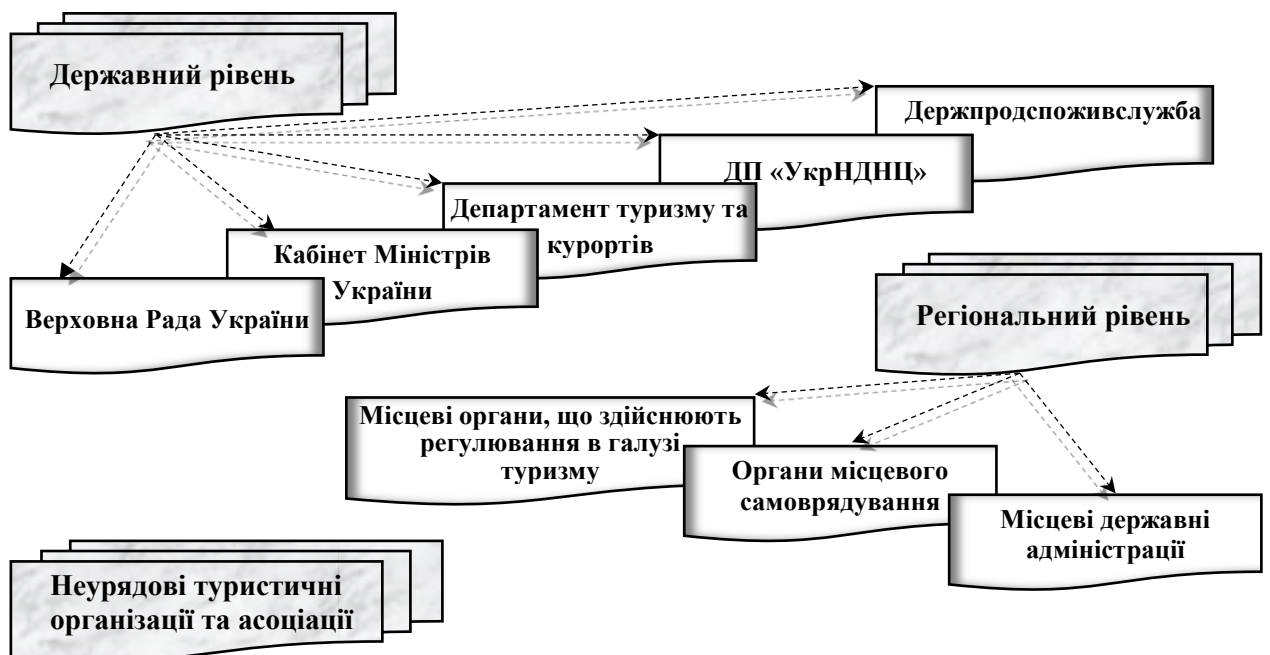 Державний рівень
Держпродспоживслужба
ДП «УкрНДНЦ»
Департамент туризму та
курортів
Кабінет Міністрів
України
Верховна Рада України
Регіональний рівень
Місцеві органи, що здійснюють
регулювання в галузі
туризму
Органи місцевого
самоврядування
Місцеві державні
адміністрації
Неурядові туристичні
організації та асоціації